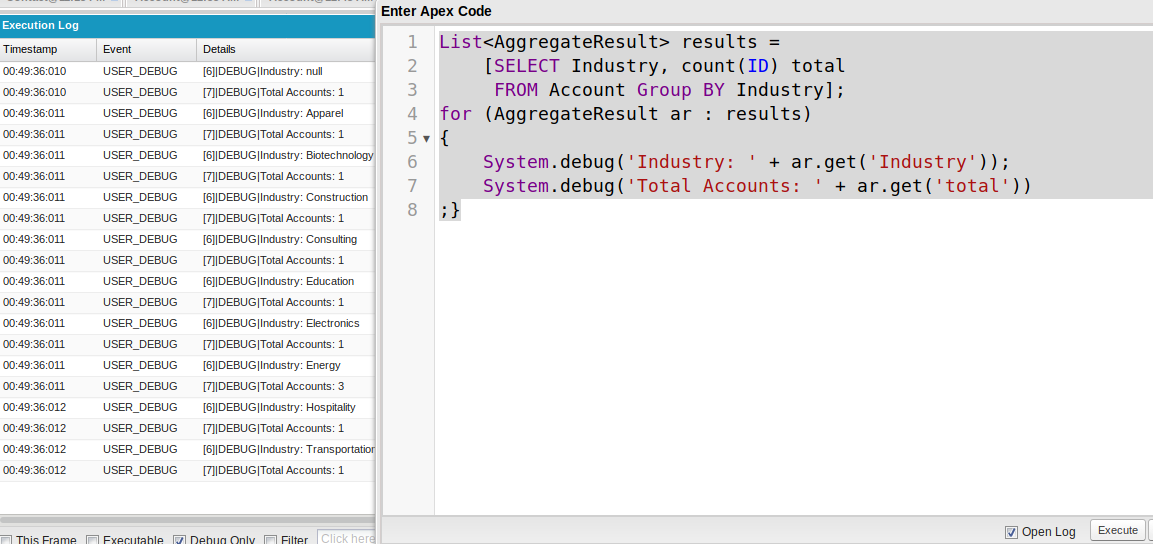 Enter Apex Code
Execution Log
Timestamp Event Details
00:49:36:010 USER_DEBUG [6]|DEBUG|Industry: null
00:49:36:010 USER_DEBUG [7]|DEBUG|Total Accounts: 1
00:49:36:011 USER_DEBUG [6]|DEBUG|Industry: Apparel
00:49:36:011 USER_DEBUG [7]|DEBUG|Total Accounts: 1
00:49:36:011 USER_DEBUG [6]|DEBUG|Industry: Biotechnology
00:49:36:011 USER_DEBUG [7]|DEBUG|Total Accounts: 1
00:49:36:011 USER_DEBUG [6]|DEBUG|Industry: Construction
00:49:36:011 USER_DEBUG [7]|DEBUG|Total Accounts: 1
00:49:36:011 USER_DEBUG [6]|DEBUG|Industry: Consulting
00:49:36:011 USER_DEBUG [7]|DEBUG|Total Accounts: 1
00:49:36:011 USER_DEBUG [6]|DEBUG|Industry: Education
00:49:36:011 USER_DEBUG [7]|DEBUG|Total Accounts: 1
00:49:36:011 USER_DEBUG [6]|DEBUG|Industry: Electronics
00:49:36:011 USER_DEBUG [7]|DEBUG|Total Accounts: 1
00:49:36:011 USER_DEBUG [6]|DEBUG|Industry: Energy
00:49:36:011 USER_DEBUG [7]|DEBUG|Total Accounts: 3
00:49:36:012 USER_DEBUG [6]|DEBUG|Industry: Hospitality
00:49:36:012 USER_DEBUG [7]|DEBUG|Total Accounts: 1
00:49:36:012 USER_DEBUG [6]|DEBUG|Industry: Transportation
00:49:36:012 USER_DEBUG [7]|DEBUG|Total Accounts: 1
This Frame Executable Debug Only Filter Click here
1 List<AggregateResult> results =
2 [SELECT Industry, count(ID) total
3 FROM Account Group BY Industry];
4 for (AggregateResult ar : results)
5 {
6 System.debug('Industry: ' + ar.get('Industry'));
7 System.debug('Total Accounts: ' + ar.get('total'))
8 ;}
Open Log Execute